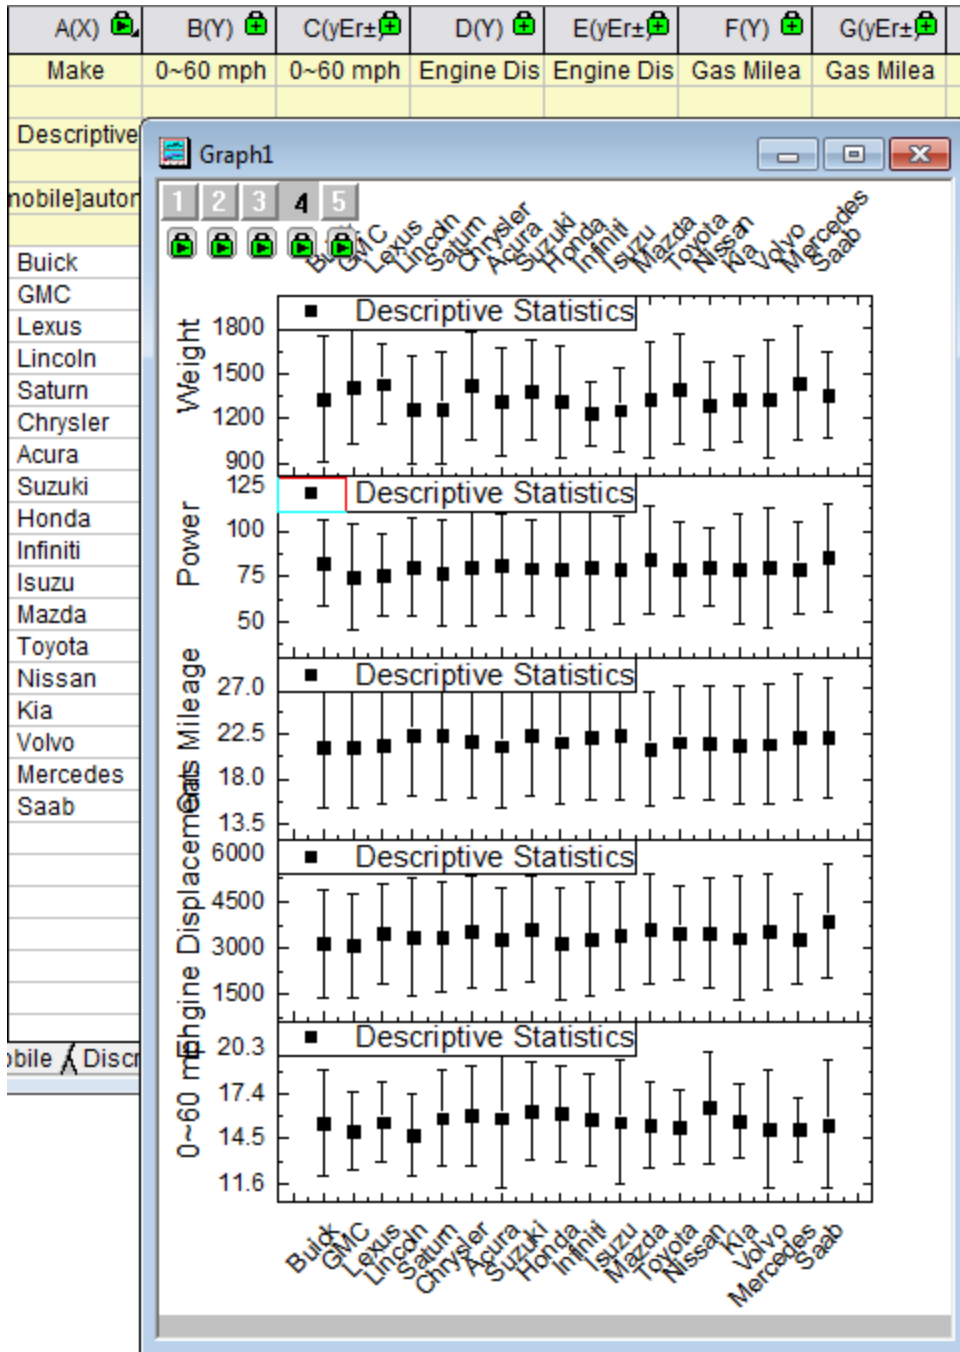 A(X) B(Y) C(yEr±) D(Y) E(yEr±) F(Y) G(yEr±)
Make 0~60 mph 0~60 mph Engine Dis Engine Dis Gas Milea Gas Milea
Descriptive
mobile]autom
Buick
GMC
Lexus
Lincoln
Saturn
Chrysler
Acura
Suzuki
Honda
Infiniti
Isuzu
Mazda
Toyota
Nissan
Kia
Volvo
Mercedes
Saab
obile Discr
Graph1
1 2 3 4 5
Buick GMC Lexus Lincoln Saturn Chrysler Acura Suzuki Honda Infiniti Isuzu Mazda Toyota Nissan Kia Volvo Mercedes Saab
Descriptive Statistics
Weight
1800
1500
1200
900
Descriptive Statistics
Power
125
100
75
50
Descriptive Statistics
Gas Mileage
27.0
22.5
18.0
13.5
Descriptive Statistics
Engine Displacement
6000
4500
3000
1500
Descriptive Statistics
0~60 mph
20.3
17.4
14.5
11.6
Buick GMC Lexus Lincoln Saturn Chrysler Acura Suzuki Honda Infiniti Isuzu Mazda Toyota Nissan Kia Volvo Mercedes Saab